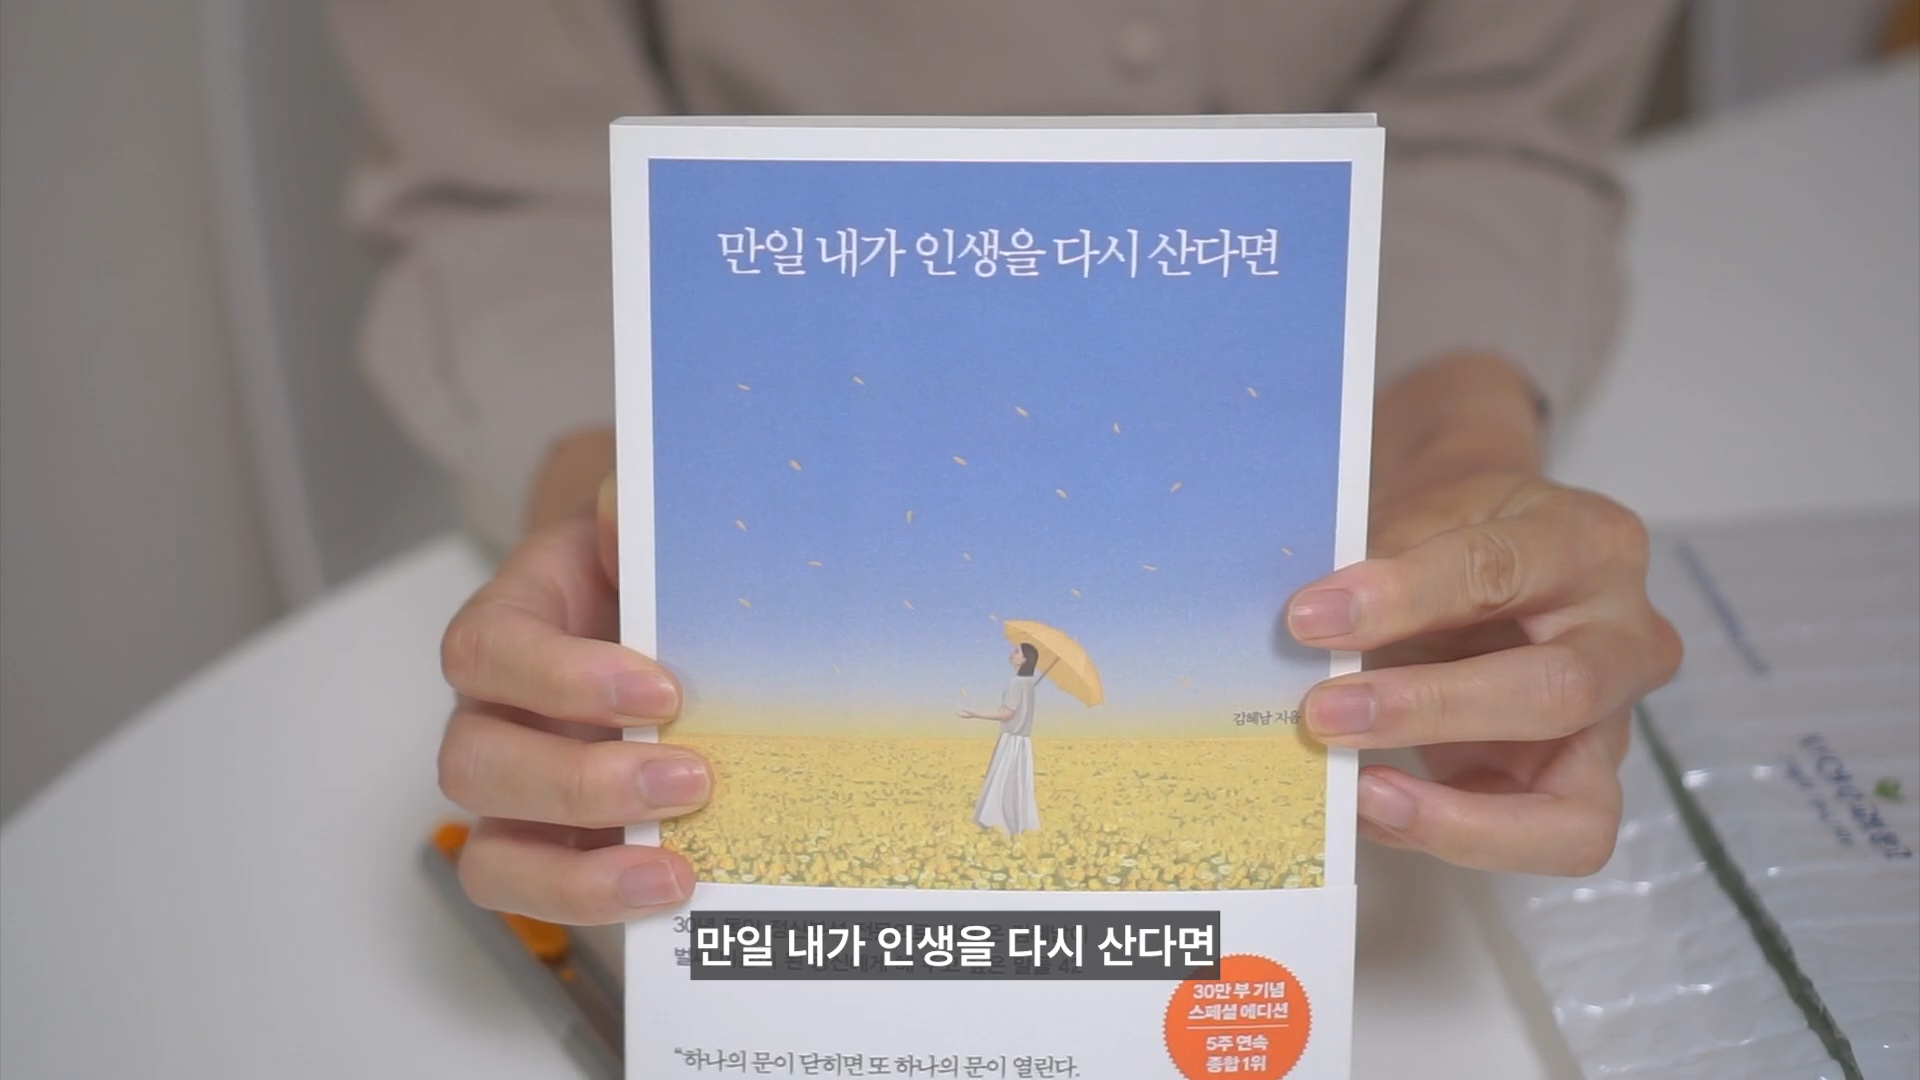 만일 내가 인생을 다시 산다면
김혜남 지음
만일 내가 인생을 다시 산다면
30만 부 기념
스페셜 에디션
5주 연속
종합 1위
"하나의 문이 닫히면 또 하나의 문이 열린다.